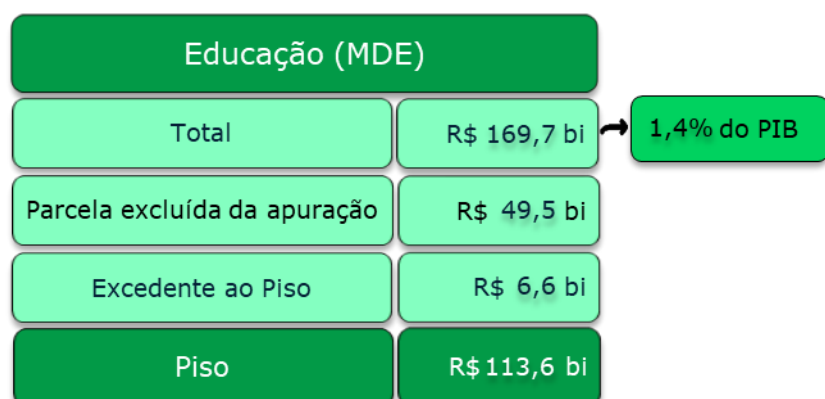 Educação (MDE)
Total R$ 169,7 bi 1,4% do PIB
Parcela excluída da apuração R$ 49,5 bi
Excedente ao Piso R$ 6,6 bi
Piso R$ 113,6 bi